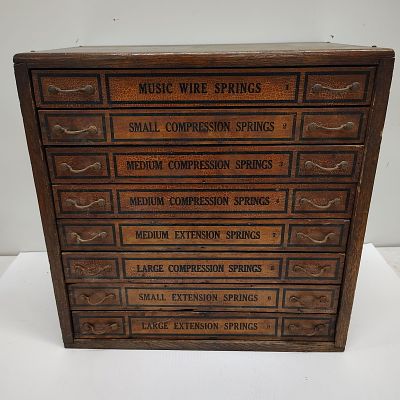 MUSIC WIRE SPRINGS
SMALL COMPRESSION SPRINGS
MEDIUM COMPRESSION SPRINGS
MEDIUM COMPRESSION SPRINGS
MEDIUM EXTENSION SPRINGS
LARGE COMPRESSION SPRINGS
SMALL EXTENSION SPRINGS
LARGE EXTENSION SPRINGS